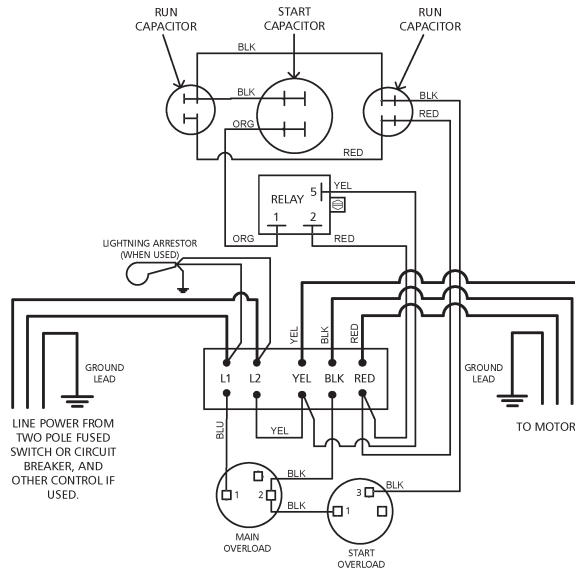 RUN
CAPACITOR
START
CAPACITOR
RUN
CAPACITOR
BLK
BLK
BLK
RED
ORG
RED
YEL
5
RELAY
1
2
ORG
RED
LIGHTNING ARRESTOR
(WHEN USED)
YEL
BLK
RED
GROUND
LEAD
L1
L2
YEL
BLK
RED
GROUND
LEAD
LINE POWER FROM
TWO POLE FUSED
SWITCH OR CIRCUIT
BREAKER, AND
OTHER CONTROL IF
USED.
TO MOTOR
BLU
YEL
BLK
1
2
BLK
3
BLK
1
MAIN
OVERLOAD
START
OVERLOAD